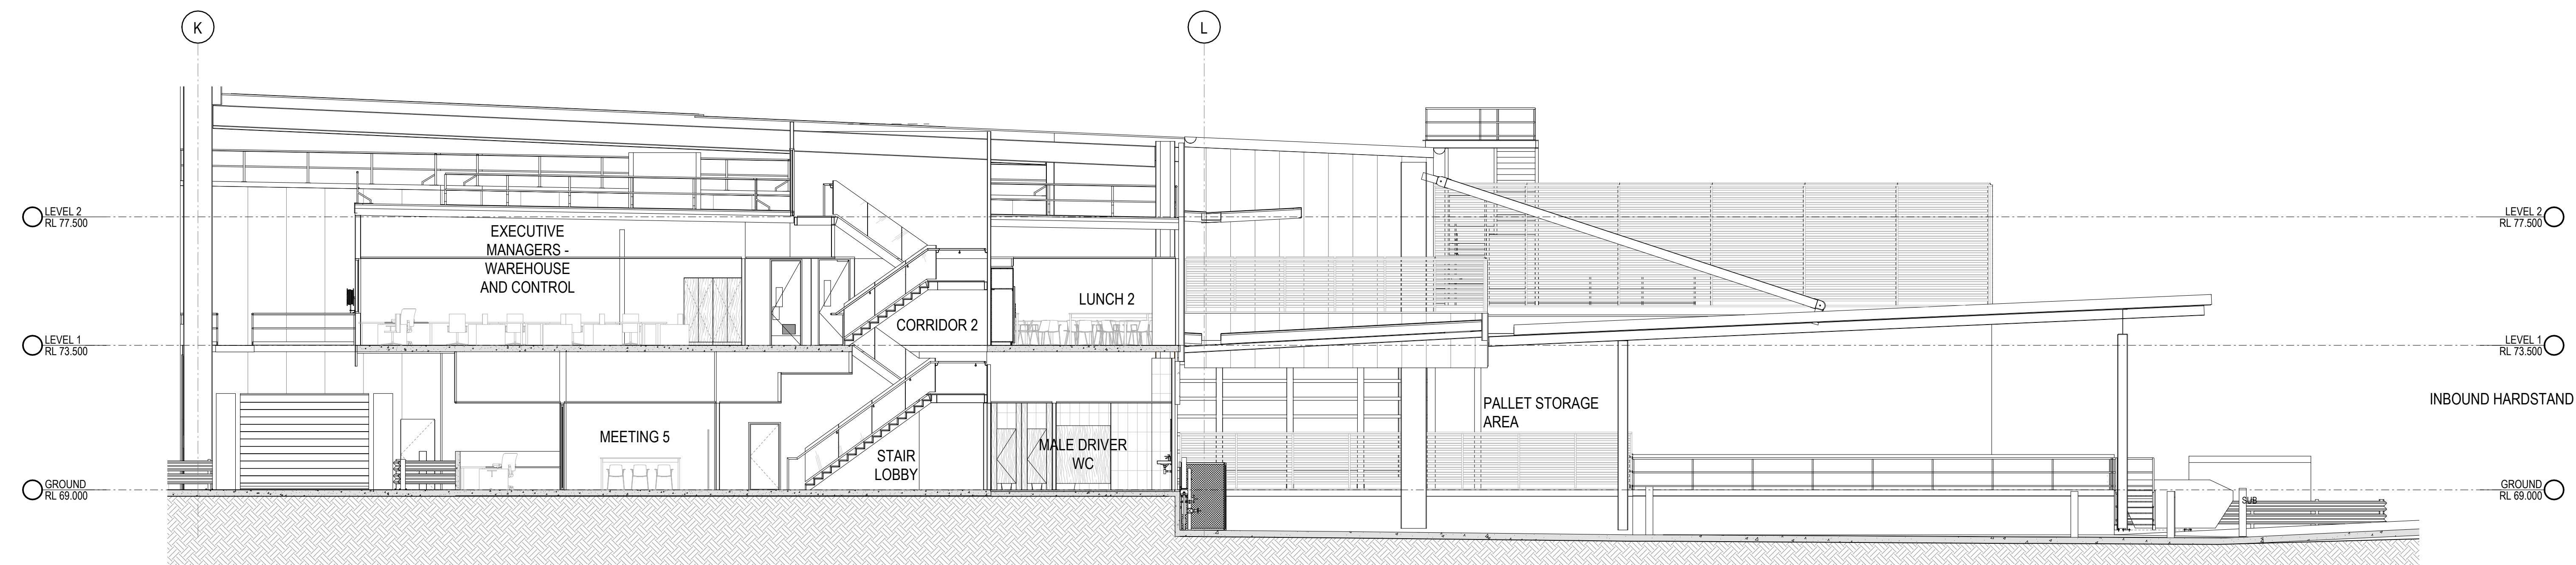 K
L
LEVEL 2
RL 77.500
EXECUTIVE
MANAGERS -
WAREHOUSE
AND CONTROL
LEVEL 2
RL 77.500
LUNCH 2
CORRIDOR 2
LEVEL 1
RL 73.500
LEVEL 1
RL 73.500
INBOUND HARDSTAND
PALLET STORAGE
AREA
MEETING 5
MALE DRIVER
WC
STAIR
LOBBY
GROUND
RL 69.000
SUB
GROUND
RL 69.000